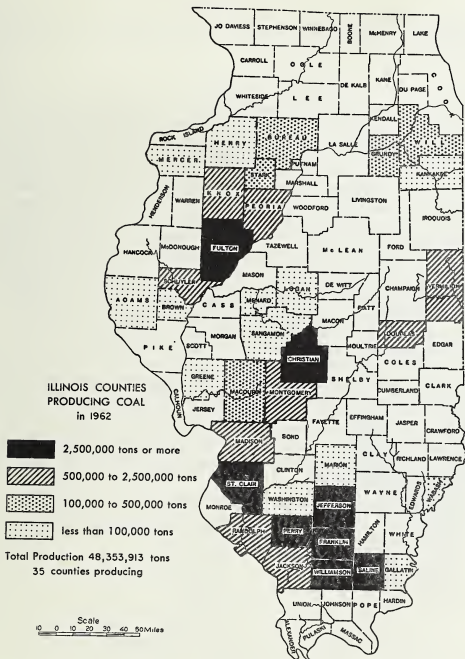 JO DAVIESS STEPHENSON WINNEBAGO BOONE McHENRY LAKE
CARROLL OGLE DE KALB KANE COOK
WHITESIDE LEE DU PAGE
KENDALL
ROCK ISLAND HENRY BUREAU LA SALLE GRUNDY WILL
MERCER PUTNAM
STARK KANKAKEE
HENDERSON WARREN KNOX PEORIA MARSHALL LIVINGSTON
WOODFORD IROQUOIS
HANCOCK McDONOUGH FULTON TAZEWELL McLEAN FORD
MASON
SCHUYLER DE WITT CHAMPAIGN VERMILION
ADAMS BROWN CASS MENARD LOGAN PIATT
MACON
PIKE SCOTT MORGAN SANGAMON MOULTRIE DOUGLAS EDGAR
CHRISTIAN COLES
GREENE SHELBY
CALHOUN JERSEY MACOUPIN MONTGOMERY CUMBERLAND CLARK
FAYETTE EFFINGHAM JASPER CRAWFORD
MADISON BOND
CLINTON MARION CLAY RICHLAND LAWRENCE
ST. CLAIR WAYNE EDWARDS WABASH
MONROE WASHINGTON JEFFERSON
RANDOLPH PERRY FRANKLIN HAMILTON WHITE
JACKSON WILLIAMSON SALINE GALLATIN
UNION JOHNSON POPE HARDIN
ALEXANDER PULASKI MASSAC
ILLINOIS COUNTIES
PRODUCING COAL
in 1962
2,500,000 tons or more
500,000 to 2,500,000 tons
100,000 to 500,000 tons
less than 100,000 tons
Total Production 48,353,913 tons
35 counties producing
Scale
10 0 10 20 30 40 50 Miles